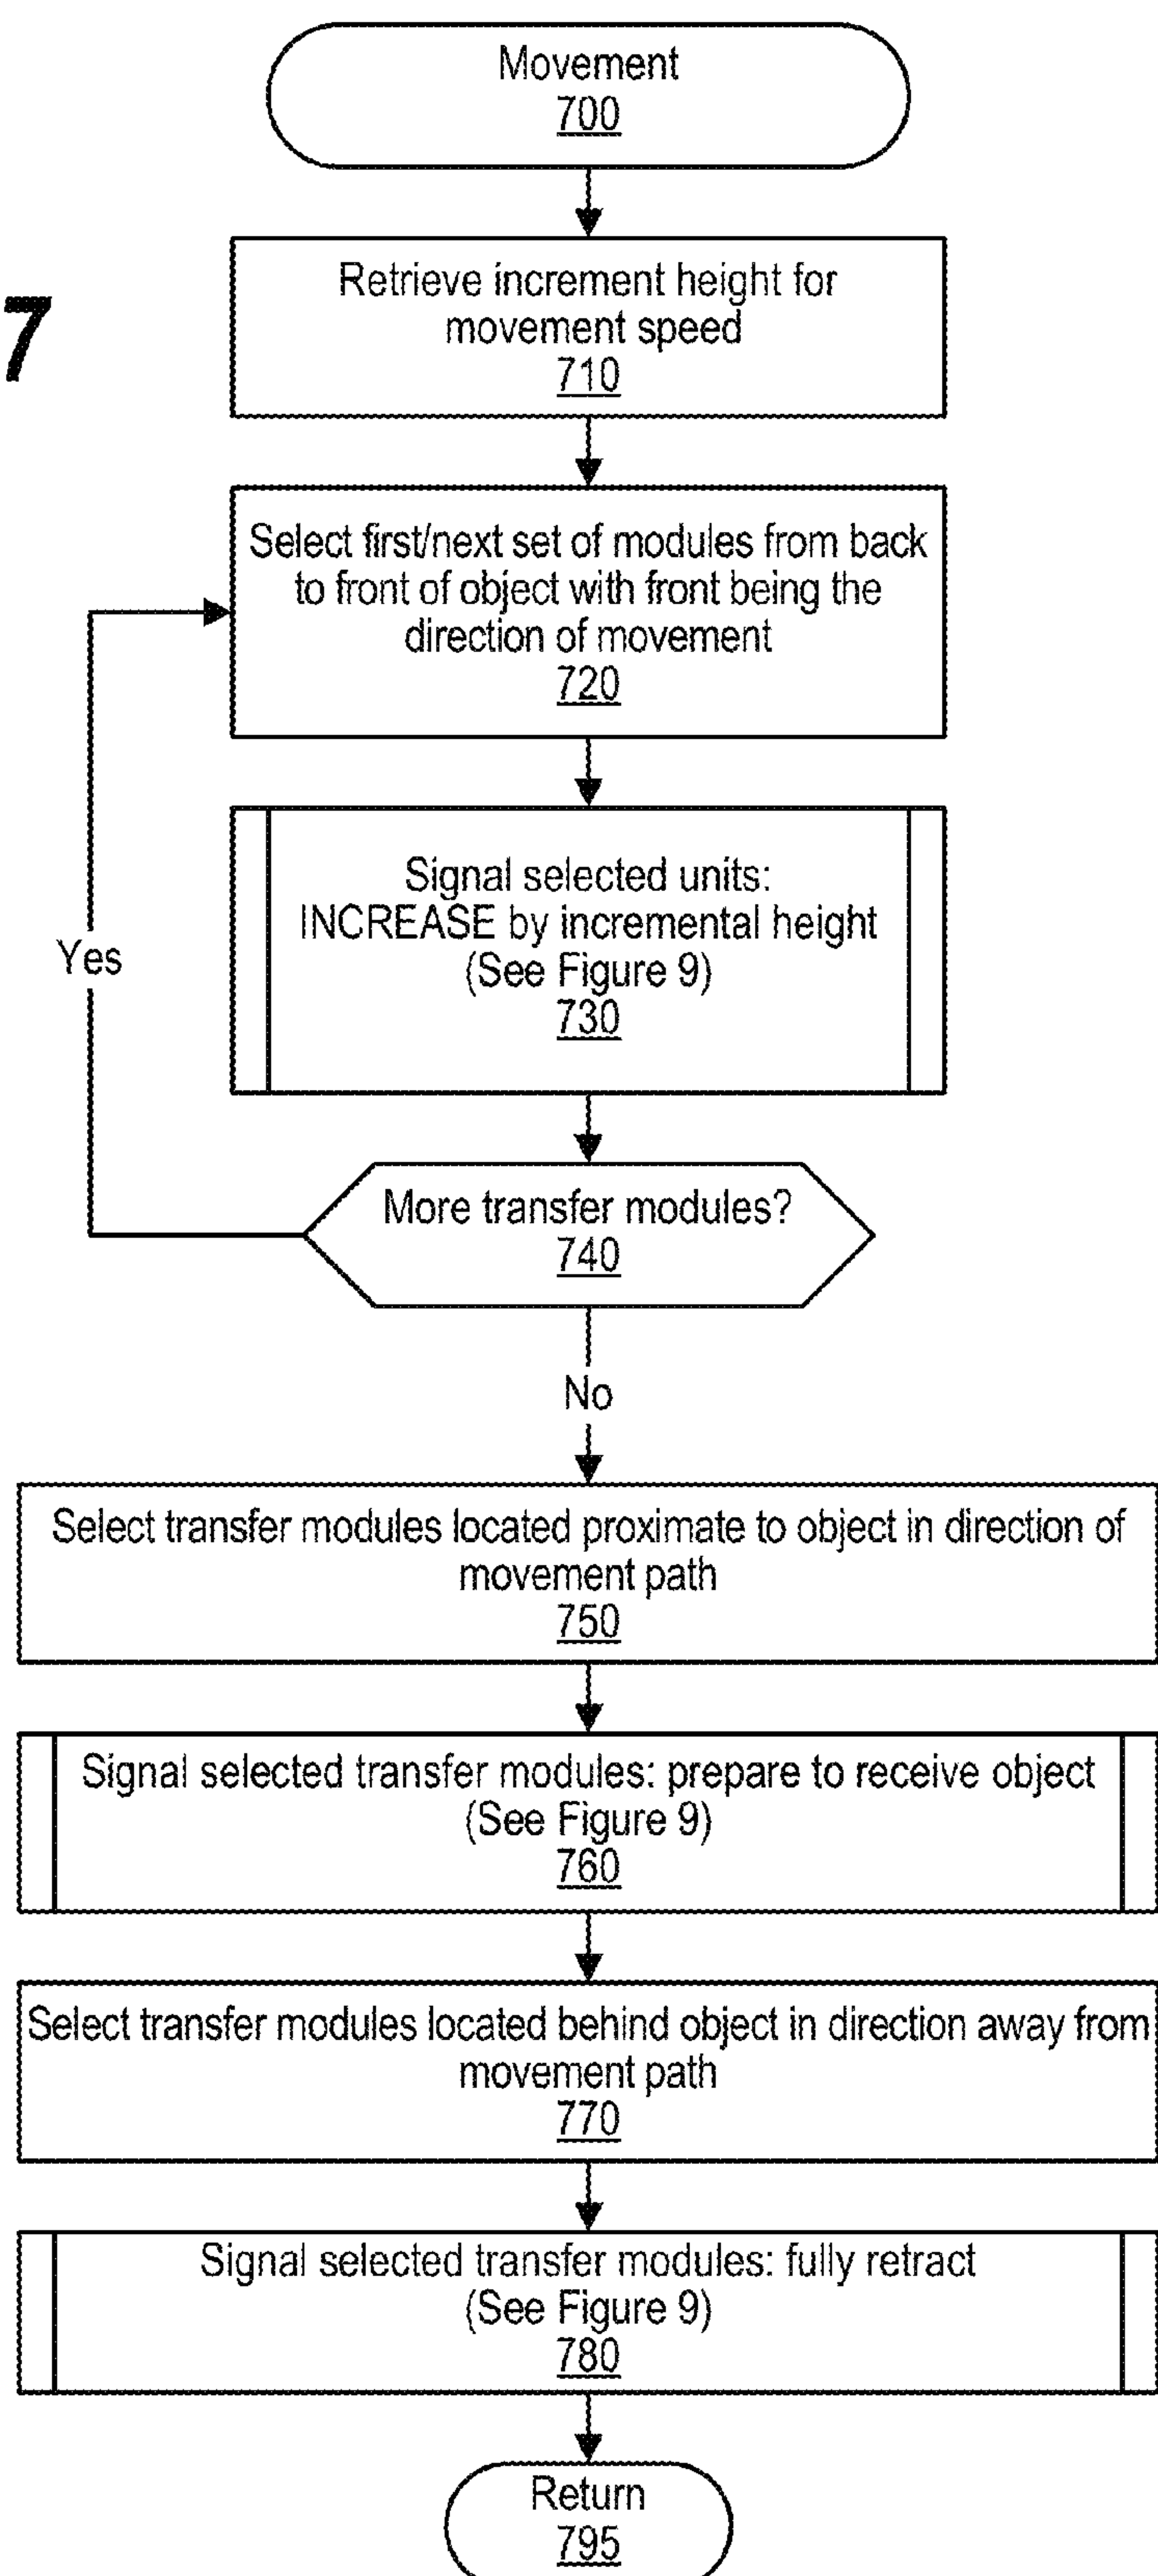 Movement
700
7
Retrieve increment height for
movement speed
710
Select first/next set of modules from back
to front of object with front being the
direction of movement
720
Signal selected units:
INCREASE by incremental height
(See Figure 9)
730
Yes
More transfer modules?
740
No
Select transfer modules located proximate to object in direction of
movement path
750
Signal selected transfer modules: prepare to receive object
(See Figure 9)
760
Select transfer modules located behind object in direction away from
movement path
770
Signal selected transfer modules: fully retract
(See Figure 9)
780
Return
795